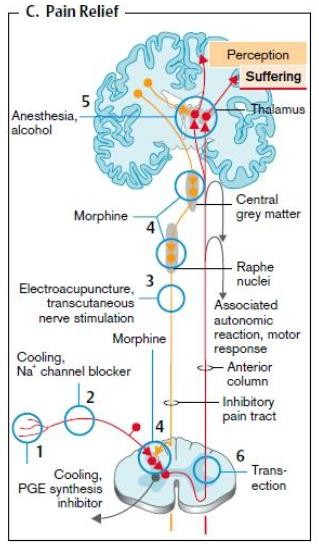 C. Pain Relief
Perception
Suffering
5
Anesthesia,
alcohol
Thalamus
Morphine
4
Central
grey matter
Raphe
nuclei
3
Electroacupuncture,
transcutaneous
nerve stimulation
Associated
autonomic
reaction, motor
response
Morphine
Cooling,
Na⁺ channel blocker
Anterior
column
2
Inhibitory
pain tract
1
4
6
Cooling,
PGE synthesis
inhibitor
Trans-
ection